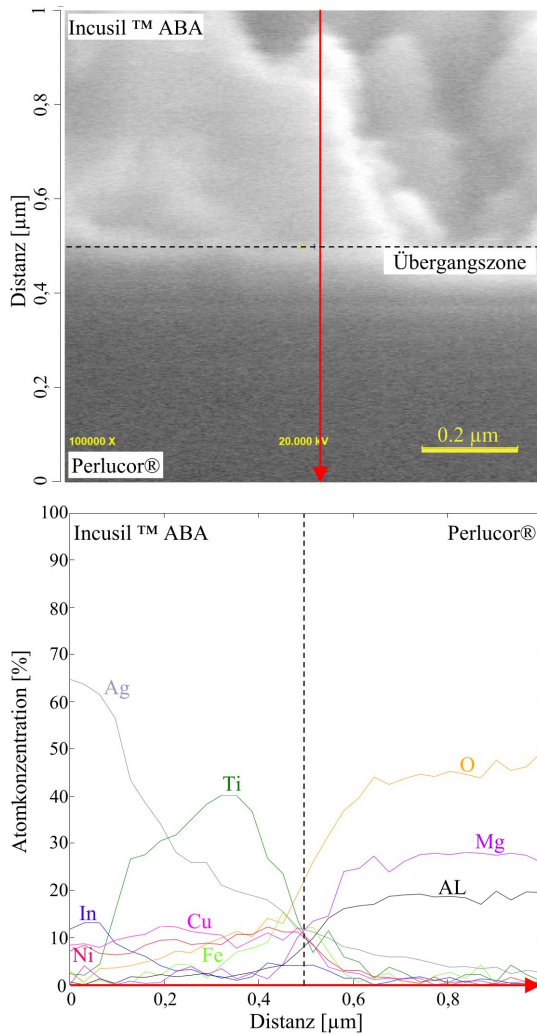 Incusil ™ ABA
1
0,8
0,6
0,4
0,2
0
Distanz [µm]
Übergangszone
100000 X
20.000 kV
0.2 µm
Perlucor®
100
90
80
70
60
50
40
30
20
10
0
Atomkonzentration [%]
Incusil ™ ABA
Perlucor®
Ag
Ti
O
Mg
AL
In
Cu
Ni
Fe
0
0,2
0,4
0,6
0,8
Distanz [µm]